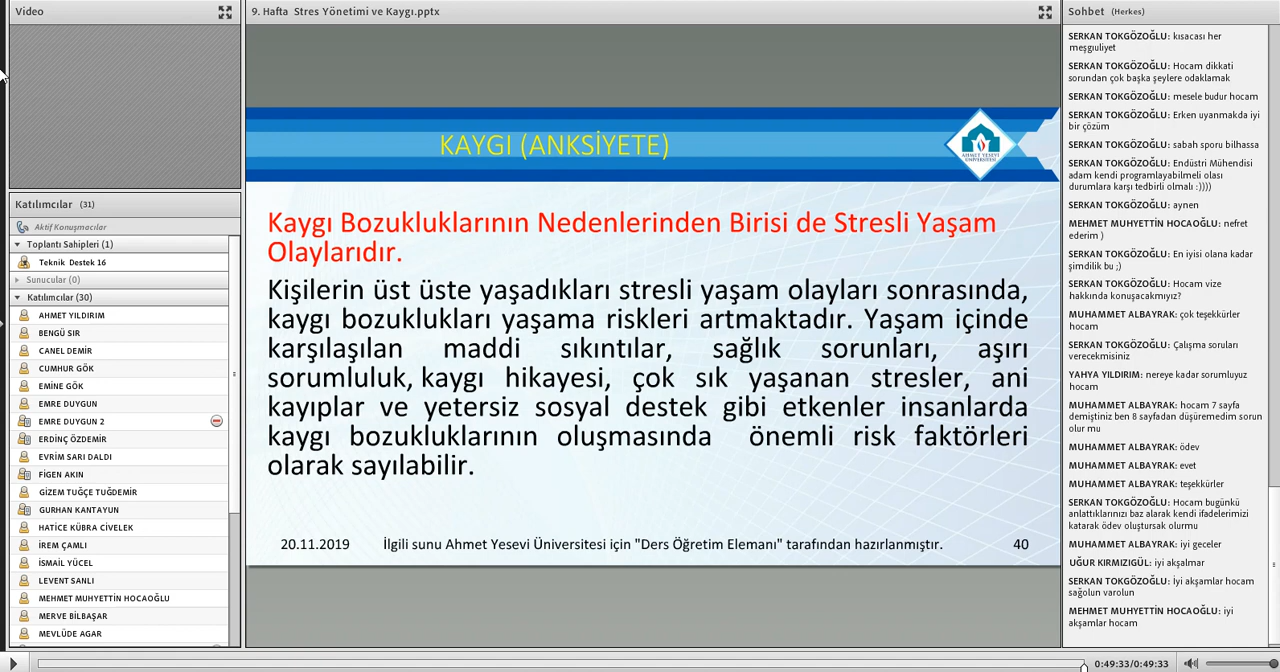 Video
Katılımcılar (31)
Aktif Konuşmacılar
Toplantı Sahipleri (1)
Teknik Destek 16
Sunucular (0)
Katılımcılar (30)
AHMET YILDIRIM
BENGÜ SIR
CANEL DEMİR
CUMHUR GÖK
EMİNE GÖK
EMRE DUYGUN
EMRE DUYGUN 2
ERDİNÇ ÖZDEMİR
EVRİM SARI DALDI
FİGEN AKIN
GİZEM TUĞÇE TUĞDEMİR
GURHAN KANTAYUN
HATİCE KÜBRA CİVELEK
İREM ÇAMLI
İSMAİL YÜCEL
LEVENT SANLI
MEHMET MUHYETTİN HOCAOĞLU
MERVE BİLBAŞAR
MEVLÜDE AGAR
9. Hafta Stres Yönetimi ve Kaygı.pptx
KAYGI (ANKSİYETE)
AHMET YESEVİ
ÜNİVERSİTESİ
Kaygı Bozukluklarının Nedenlerinden Birisi de Stresli Yaşam
Olaylarıdır.
Kişilerin üst üste yaşadıkları stresli yaşam olayları sonrasında,
kaygı bozuklukları yaşama riskleri artmaktadır. Yaşam içinde
karşılaşılan maddi sıkıntılar, sağlık sorunları, aşırı
sorumluluk, kaygı hikayesi, çok sık yaşanan stresler, ani
kayıplar ve yetersiz sosyal destek gibi etkenler insanlarda
kaygı bozukluklarının oluşmasında önemli risk faktörleri
olarak sayılabilir.
20.11.2019 İlgili sunu Ahmet Yesevi Üniversitesi için "Ders Öğretim Elemanı" tarafından hazırlanmıştır. 40
Sohbet (Herkes)
SERKAN TOKGÖZOĞLU: kısacası her
meşgıuliyet
SERKAN TOKGÖZOĞLU: Hocam dikkati
sorundan çok başka şeylere odaklamak
SERKAN TOKGÖZOĞLU: mesele budur hocam
SERKAN TOKGÖZOĞLU: Erken uyanmakda iyi
bir çözüm
SERKAN TOKGÖZOĞLU: sabah sporu bilhassa
SERKAN TOKGÖZOĞLU: Endüstri Mühendisi
adam kendi programlayabilmeli olası
durumlara karşı tedbirli olmalı :))))
SERKAN TOKGÖZOĞLU: aynen
MEHMET MUHYETTİN HOCAOĞLU: nefret
ederim )
SERKAN TOKGÖZOĞLU: En iyisi olana kadar
şimdilik bu ;)
SERKAN TOKGÖZOĞLU: Hocam vize
hakkında konuşacakmıyız?
MUHAMMET ALBAYRAK: çok teşekkürler
hocam
SERKAN TOKGÖZOĞLU: Çalışma soruları
verecekmisiniz
YAHYA YILDIRIM: nereye kadar sorumluyuz
hocam
MUHAMMET ALBAYRAK: hocam 7 sayfa
demiştiniz ben 8 sayfadan düşüremedim sorun
olur mu
MUHAMMET ALBAYRAK: ödev
MUHAMMET ALBAYRAK: evet
MUHAMMET ALBAYRAK: teşekkürler
SERKAN TOKGÖZOĞLU: Hocam bugünkü
anlattıklarınızı baz alarak kendi ifadelerimizi
katarak ödev oluştursak olurmu
MUHAMMET ALBAYRAK: iyi geceler
UĞUR KIRMIZIGÜL: iyi akşalmar
SERKAN TOKGÖZOĞLU: İyi akşamlar hocam
sağolun varolun
MEHMET MUHYETTİN HOCAOĞLU: iyi
akşamlar hocam
0:49:33/0:49:33